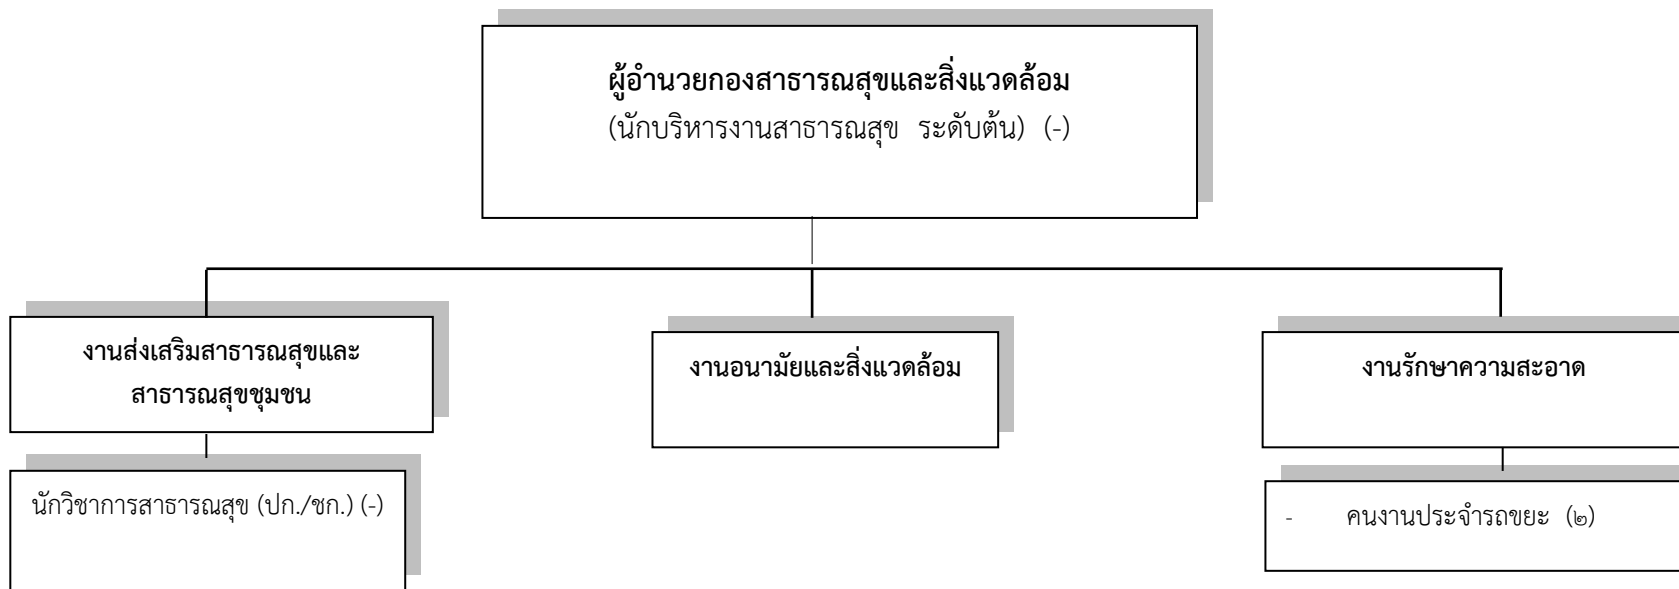 ผู้อำนวยกองสาธารณสุขและสิ่งแวดล้อม
(นักบริหารงานสาธารณสุข ระดับต้น) (-)
งานส่งเสริมสาธารณสุขและ
สาธารณสุขชุมชน
งานอนามัยและสิ่งแวดล้อม
งานรักษาความสะอาด
นักวิชาการสาธารณสุข (ปก./ชก.) (-)
- คนงานประจำรถขยะ (๒)